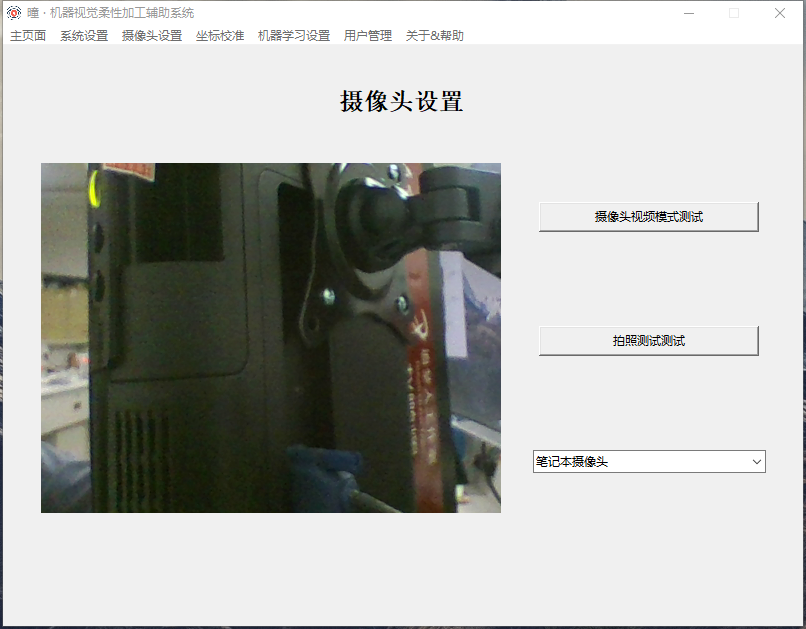 瞳·机器视觉柔性加工辅助系统
主页面 系统设置 摄像头设置 坐标校准 机器学习设置 用户管理 关于&帮助
摄像头设置
摄像头视频模式测试
拍照测试测试
笔记本摄像头